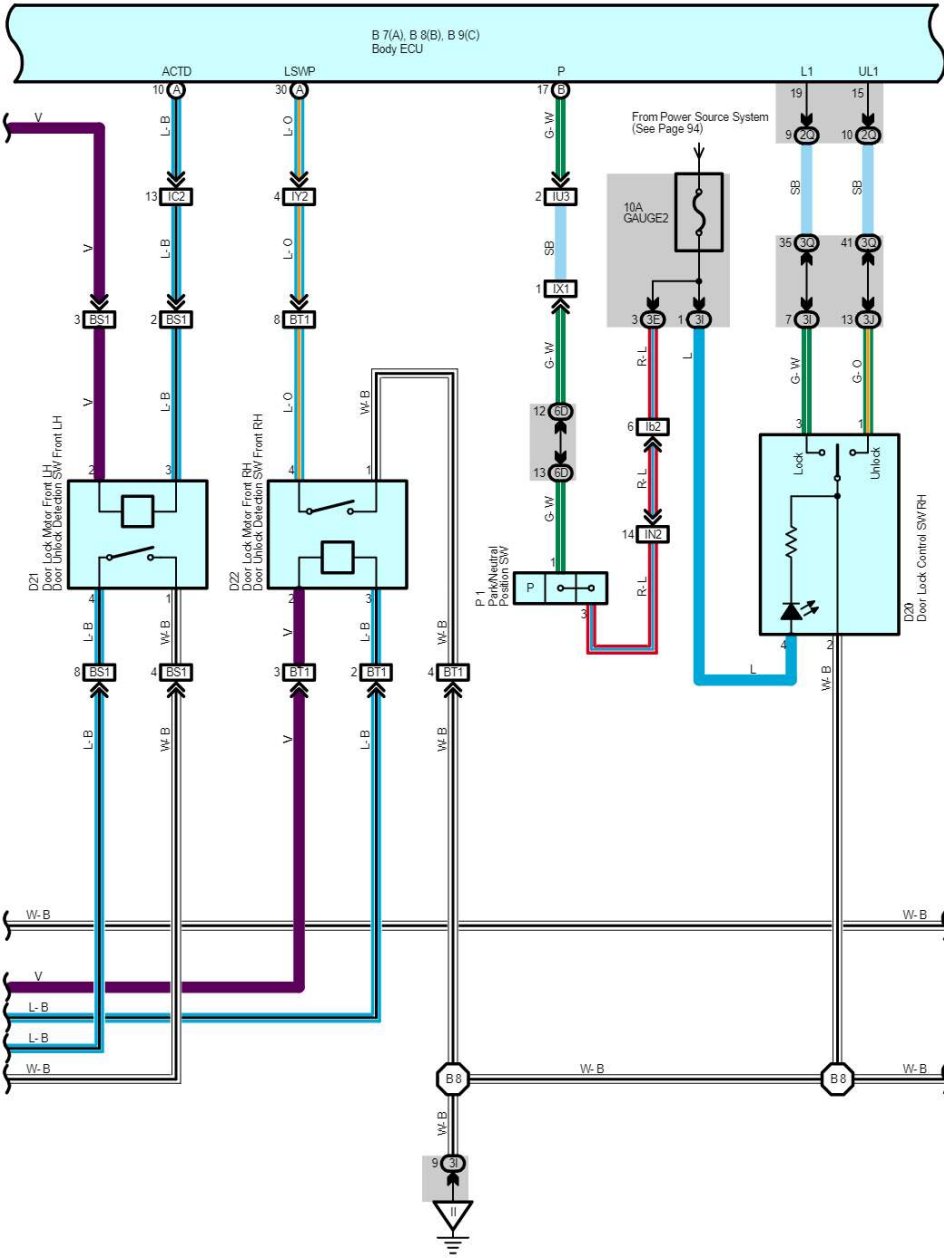 B 7(A), B 8(B), B 9(C)
Body ECU
ACTD
LSWP
P
L1
UL1
10 A
30 A
17 B
19
15
V
L- B
L- O
G- W
From Power Source System
(See Page 94)
9 2Q
10 2Q
13 IC2
4 IY2
2 IU3
10A
GAUGE2
SB
SB
V
L- B
L- O
SB
35 3Q
41 3Q
1 IX1
3 BS1
2 BS1
8 BT1
3 3E
1 3I
7 3I
13 3J
V
L- B
L- O
W- B
G- W
R- L
L
G- W
G- O
12 6D
6 Ib2
13 6D
3
1
Lock
Unlock
D21
Door Lock Motor Front LH
Door Unlock Detection SW Front LH
2
3
D22
Door Lock Motor Front RH
Door Unlock Detection SW Front RH
4
1
G- W
R- L
14 IN2
P 1
Park/Neutral
Position SW
1
P
3
R- L
D20
Door Lock Control SW RH
4
1
2
3
4
2
L- B
W- B
V
L- B
W- B
L
W- B
8 BS1
4 BS1
3 BT1
2 BT1
4 BT1
L- B
W- B
V
L- B
W- B
W- B
W- B
V
L- B
L- B
W- B
W- B
W- B
B 8
B 8
W- B
9 3I
II